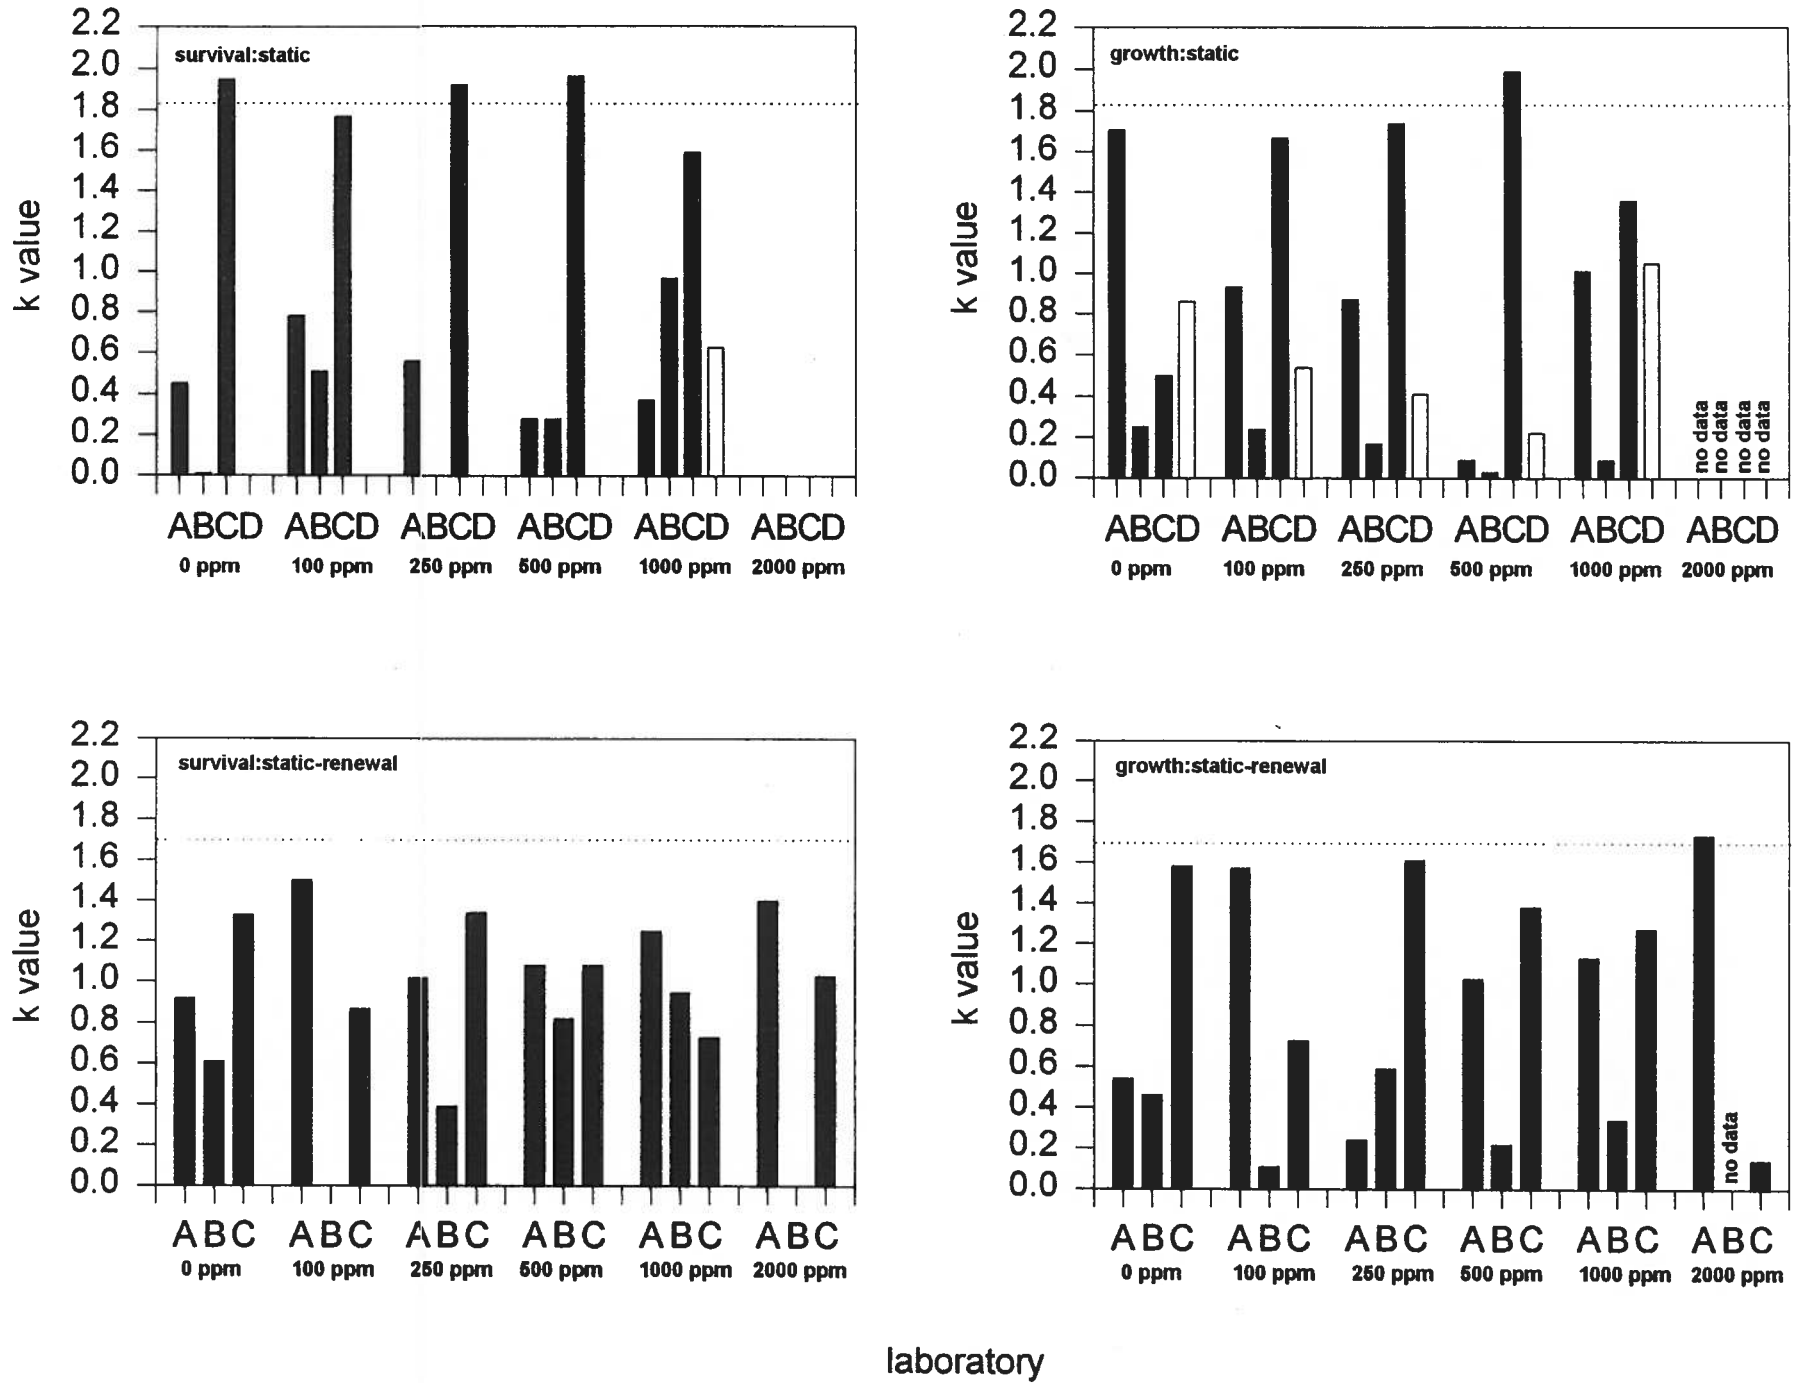 survival:static
2.2
2.0
1.8
1.6
1.4
1.2
1.0
0.8
0.6
0.4
0.2
0.0
k value
ABCD ABCD ABCD ABCD ABCD ABCD
0 ppm 100 ppm 250 ppm 500 ppm 1000 ppm 2000 ppm
growth:static
2.2
2.0
1.8
1.6
1.4
1.2
1.0
0.8
0.6
0.4
0.2
0.0
k value
no data
no data
no data
no data
ABCD ABCD ABCD ABCD ABCD ABCD
0 ppm 100 ppm 250 ppm 500 ppm 1000 ppm 2000 ppm
survival:static-renewal
2.2
2.0
1.8
1.6
1.4
1.2
1.0
0.8
0.6
0.4
0.2
0.0
k value
ABC ABC ABC ABC ABC ABC
0 ppm 100 ppm 250 ppm 500 ppm 1000 ppm 2000 ppm
growth:static-renewal
2.2
2.0
1.8
1.6
1.4
1.2
1.0
0.8
0.6
0.4
0.2
0.0
k value
no data
ABC ABC ABC ABC ABC ABC
0 ppm 100 ppm 250 ppm 500 ppm 1000 ppm 2000 ppm
laboratory